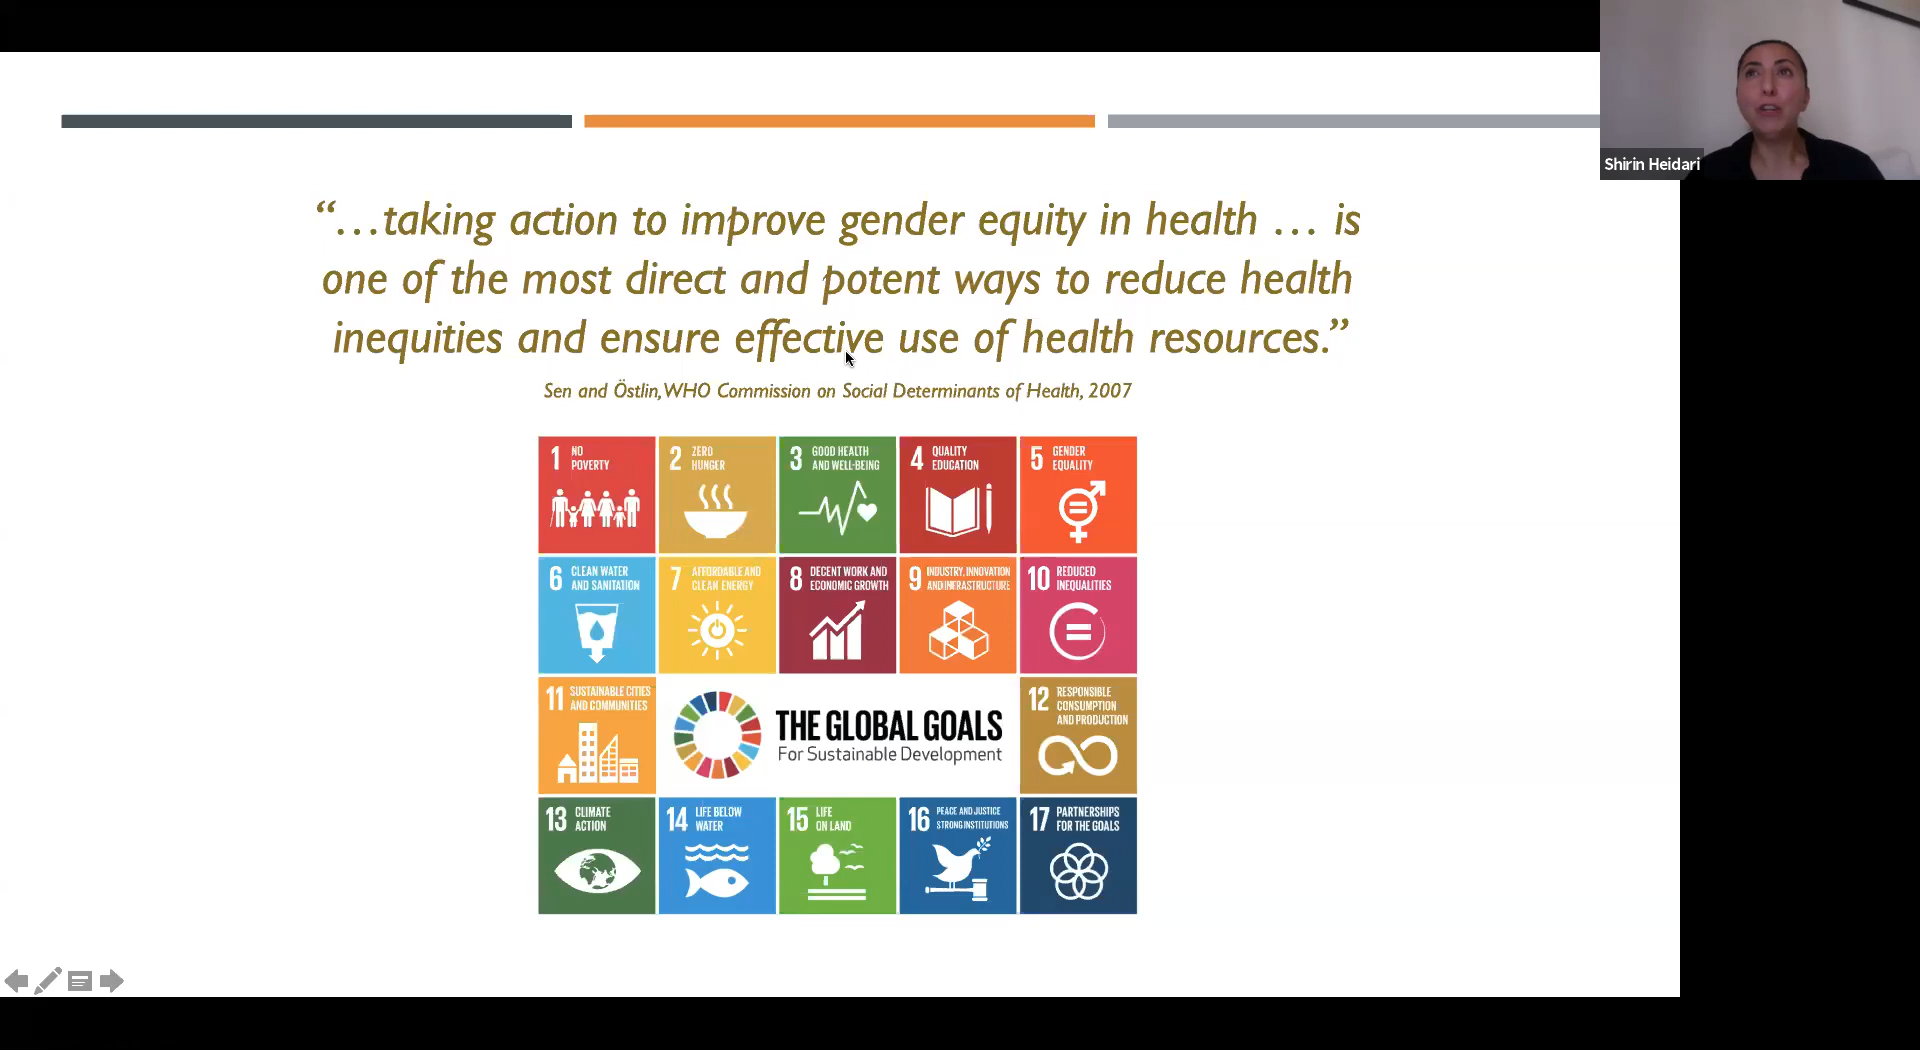 Shirin Heidari
“…taking action to improve gender equity in health … is
one of the most direct and potent ways to reduce health
inequities and ensure effective use of health resources.”
Sen and Östlin, WHO Commission on Social Determinants of Health, 2007
1 NO
POVERTY
2 ZERO
HUNGER
3 GOOD HEALTH
AND WELL-BEING
4 QUALITY
EDUCATION
5 GENDER
EQUALITY
6 CLEAN WATER
AND SANITATION
7 AFFORDABLE AND
CLEAN ENERGY
8 DECENT WORK AND
ECONOMIC GROWTH
9 INDUSTRY, INNOVATION
AND INFRASTRUCTURE
10 REDUCED
INEQUALITIES
11 SUSTAINABLE CITIES
AND COMMUNITIES
THE GLOBAL GOALS
For Sustainable Development
12 RESPONSIBLE
CONSUMPTION
AND PRODUCTION
13 CLIMATE
ACTION
14 LIFE BELOW
WATER
15 LIFE
ON LAND
16 PEACE AND JUSTICE
STRONG INSTITUTIONS
17 PARTNERSHIPS
FOR THE GOALS